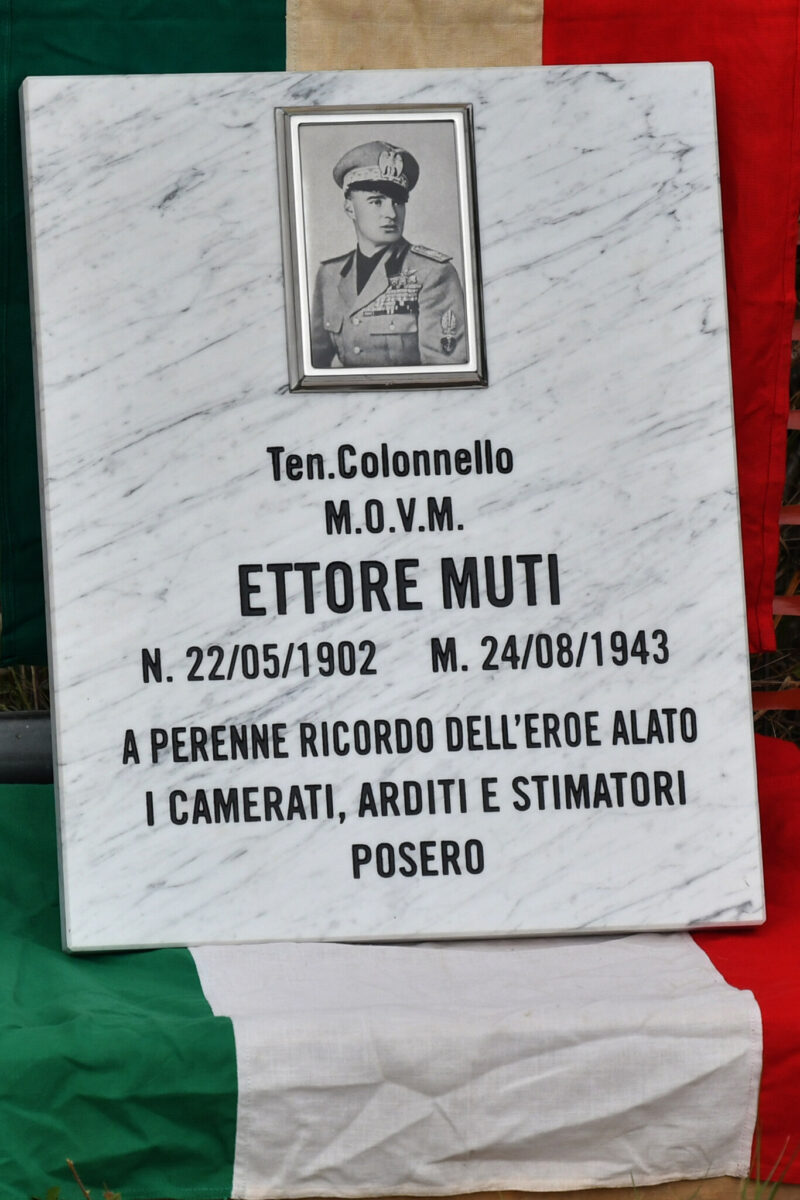 Ten.Colonnello
M.O.V.M.
ETTORE MUTI
N. 22/05/1902 M. 24/08/1943
A PERENNE RICORDO DELL'EROE ALATO
I CAMERATI, ARDITI E STIMATORI
POSERO